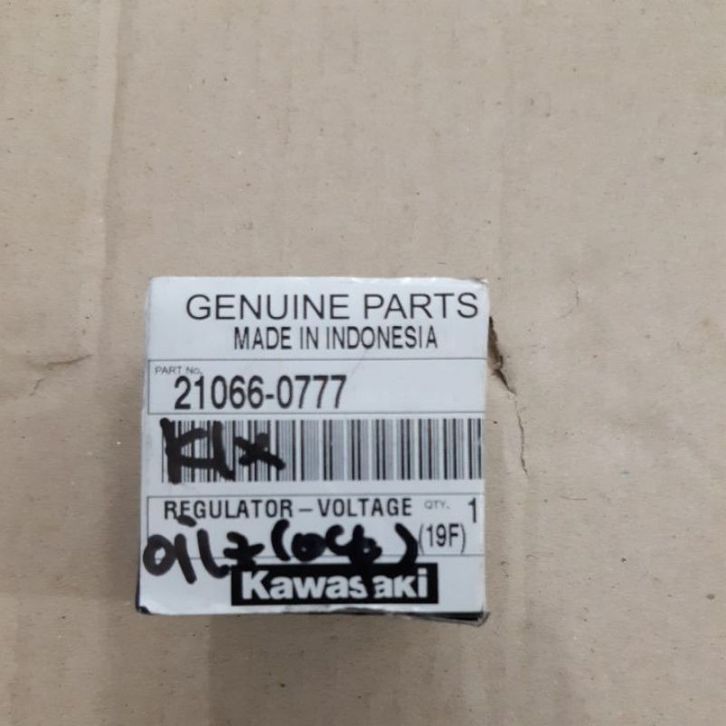 GENUINE PARTS
MADE IN INDONESIA
PART No.
21066-0777
Klx
REGULATOR-VOLTAGE QTY. 1
(19F)
Kawasaki